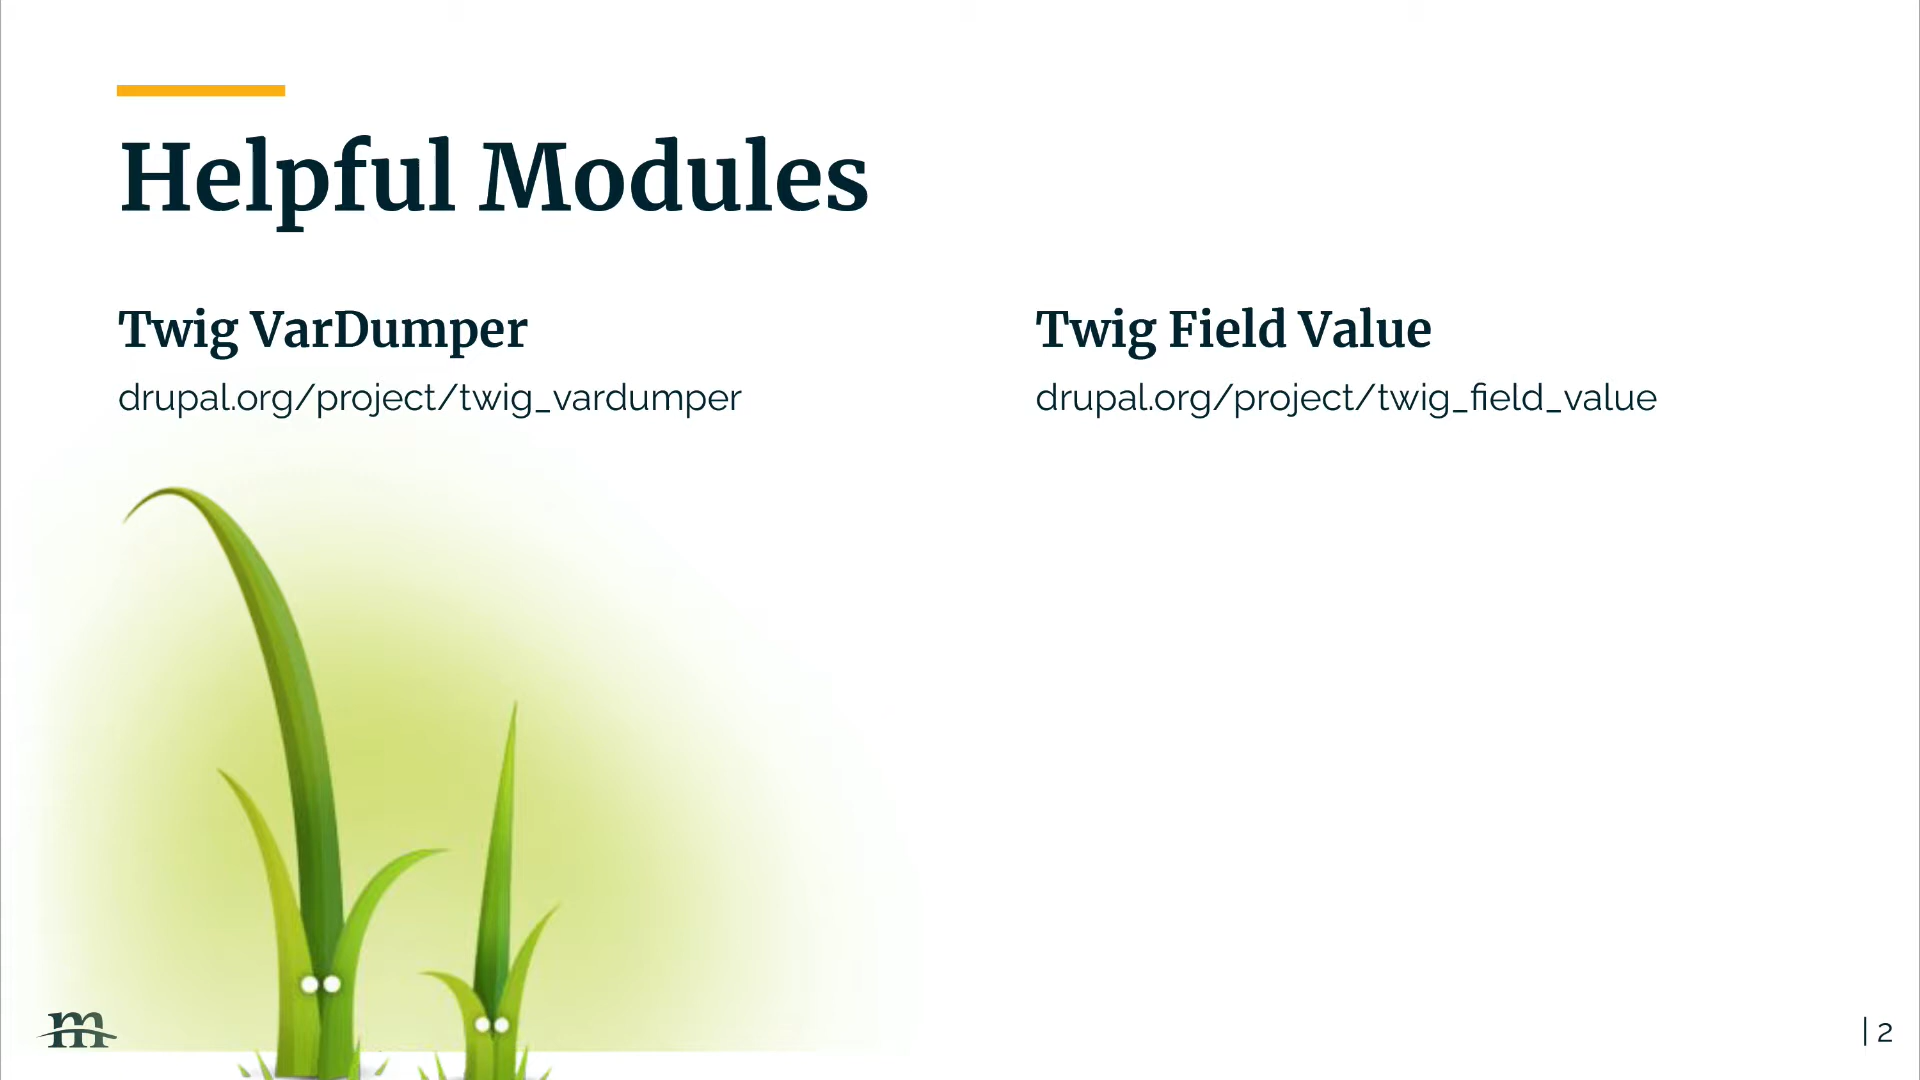 Helpful Modules
Twig VarDumper
drupal.org/project/twig_vardumper
Twig Field Value
drupal.org/project/twig_field_value
m
| 2